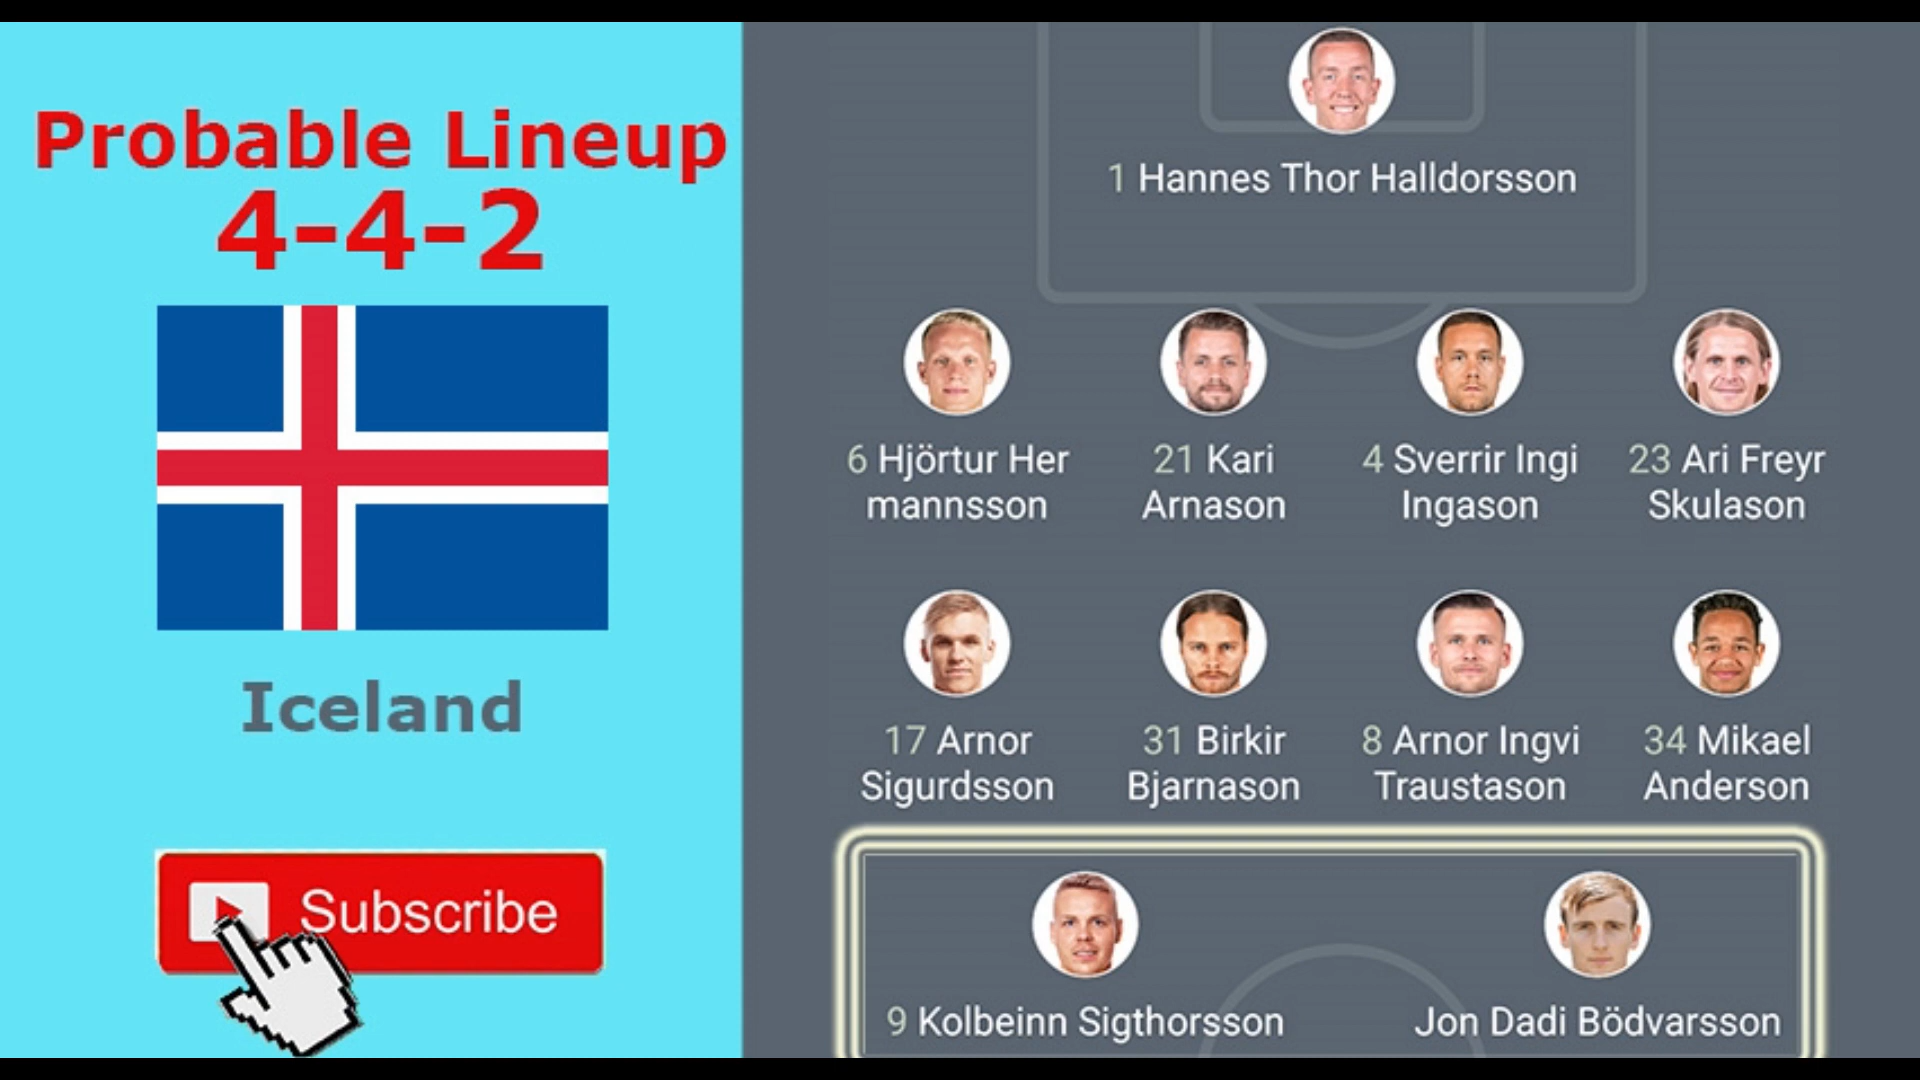 Probable Lineup
4-4-2
Iceland
Subscribe
1 Hannes Thor Halldorsson
6 Hjörtur Her
mannsson
21 Kari
Arnason
4 Sverrir Ingi
Ingason
23 Ari Freyr
Skulason
17 Arnor
Sigurdsson
31 Birkir
Bjarnason
8 Arnor Ingvi
Traustason
34 Mikael
Anderson
9 Kolbeinn Sigthorsson
Jon Dadi Bödvarsson